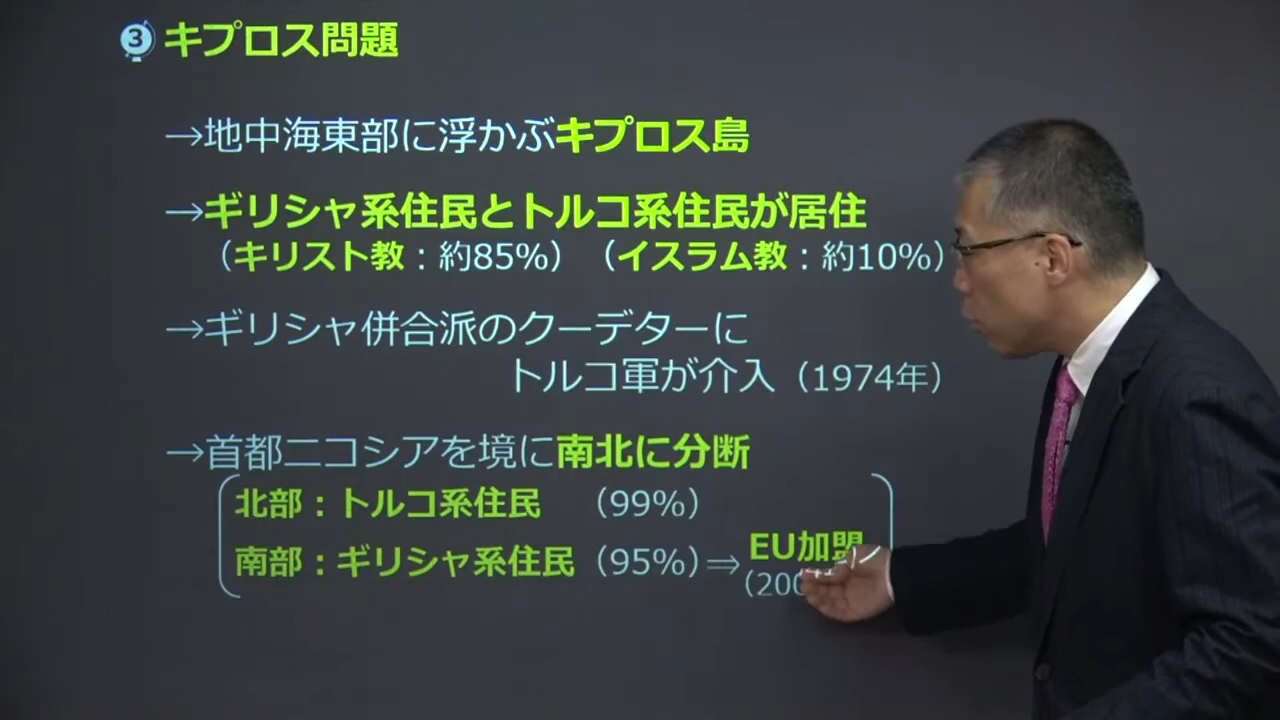 3 キプロス問題
→地中海東部に浮かぶキプロス島
→ギリシャ系住民とトルコ系住民が居住
（キリスト教：約85%）（イスラム教：約10%）
→ギリシャ併合派のクーデターに
トルコ軍が介入（1974年）
→首都ニコシアを境に南北に分断
北部：トルコ系住民 （99%）
南部：ギリシャ系住民（95%）⇒ EU加盟